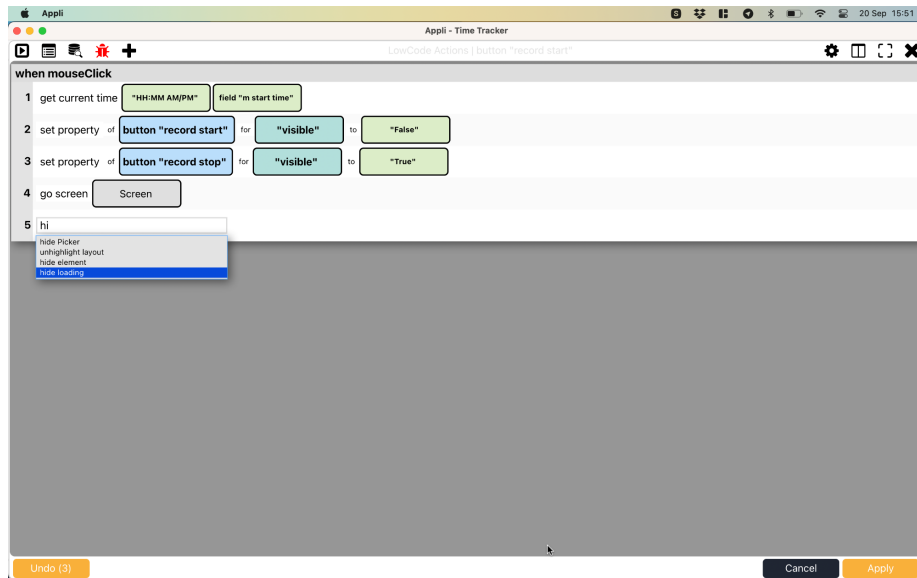 Appli S 20 Sep 15:51
Appli - Time Tracker
LowCode Actions | button "record start"
when mouseClick
1 get current time "HH:MM AM/PM" field "m start time"
2 set property of button "record start" for "visible" to "False"
3 set property of button "record stop" for "visible" to "True"
4 go screen Screen
5 hi
hide Picker
unhighlight layout
hide element
hide loading
Undo (3) Cancel Apply